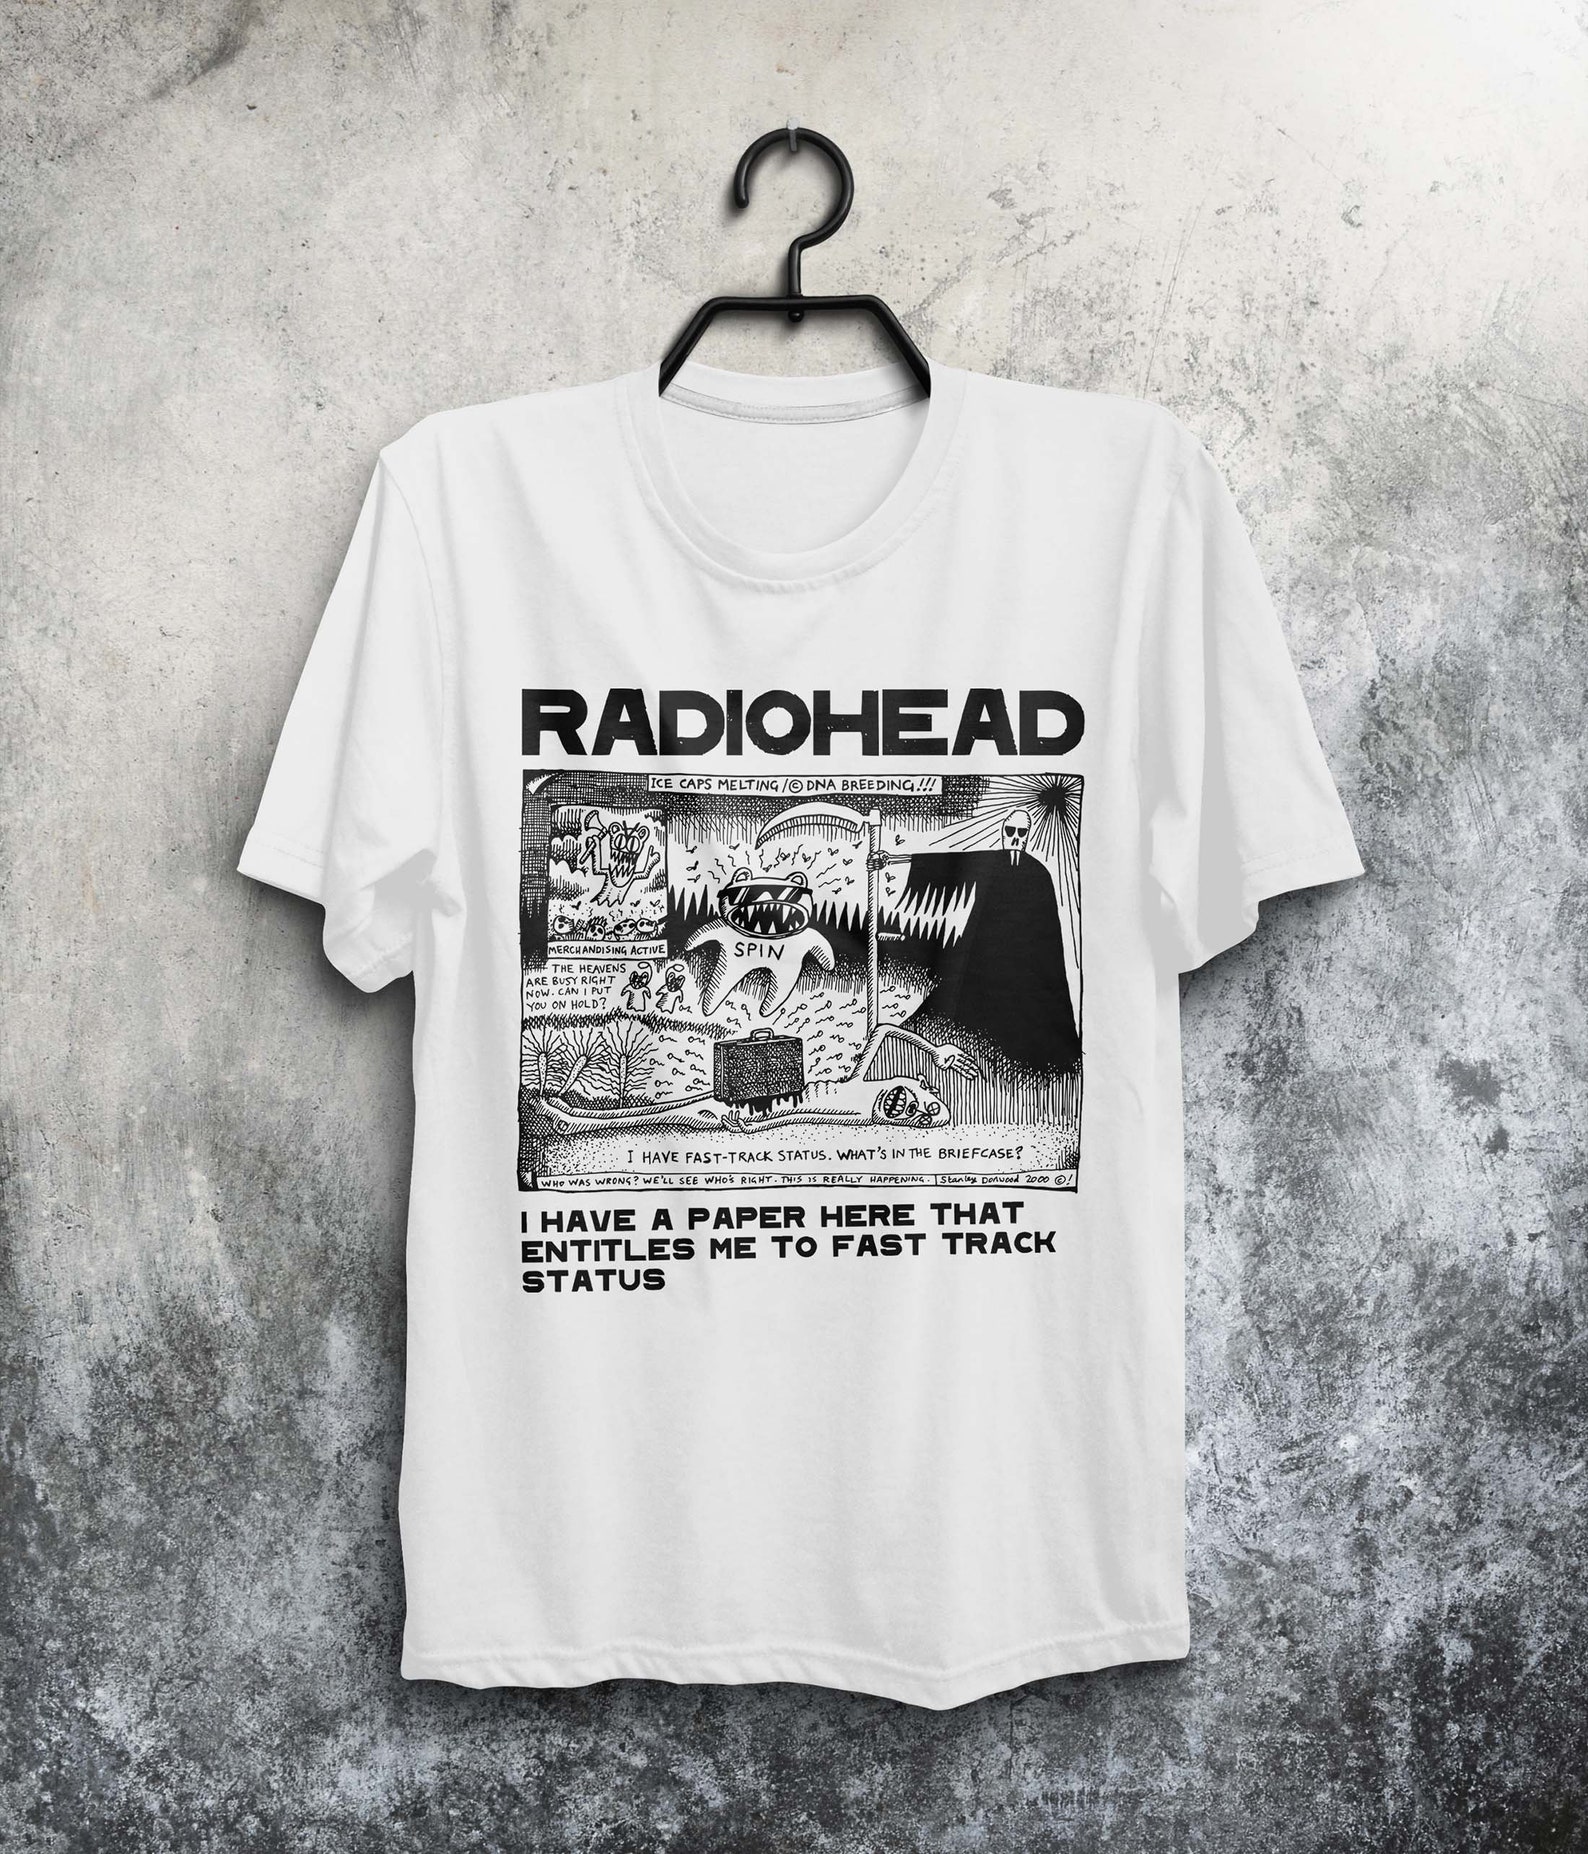 RADIOHEAD
ICE CAPS MELTING/© DNA BREEDING!!!
SPIN
MERCHANDISING ACTIVE
THE HEAVENS
ARE BUSY RIGHT
NOW. CAN I PUT
YOU ON HOLD?
I HAVE FAST-TRACK STATUS. WHAT'S IN THE BRIEFCASE?
WHO WAS WRONG? WE'LL SEE WHO'S RIGHT. THIS IS REALLY HAPPENING. Stanley Donwood 2000 ©!
I HAVE A PAPER HERE THAT
ENTITLES ME TO FAST TRACK
STATUS